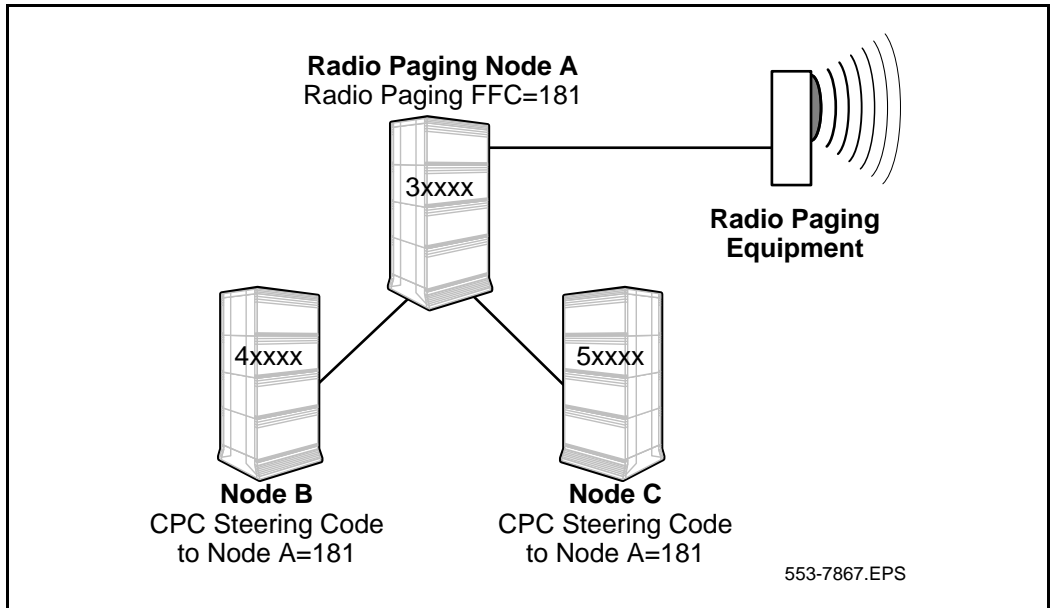 Radio Paging Node A
Radio Paging FFC=181
3xxxx
Radio Paging
Equipment
4xxxx
5xxxx
Node B
CPC Steering Code
to Node A=181
Node C
CPC Steering Code
to Node A=181
553-7867.EPS